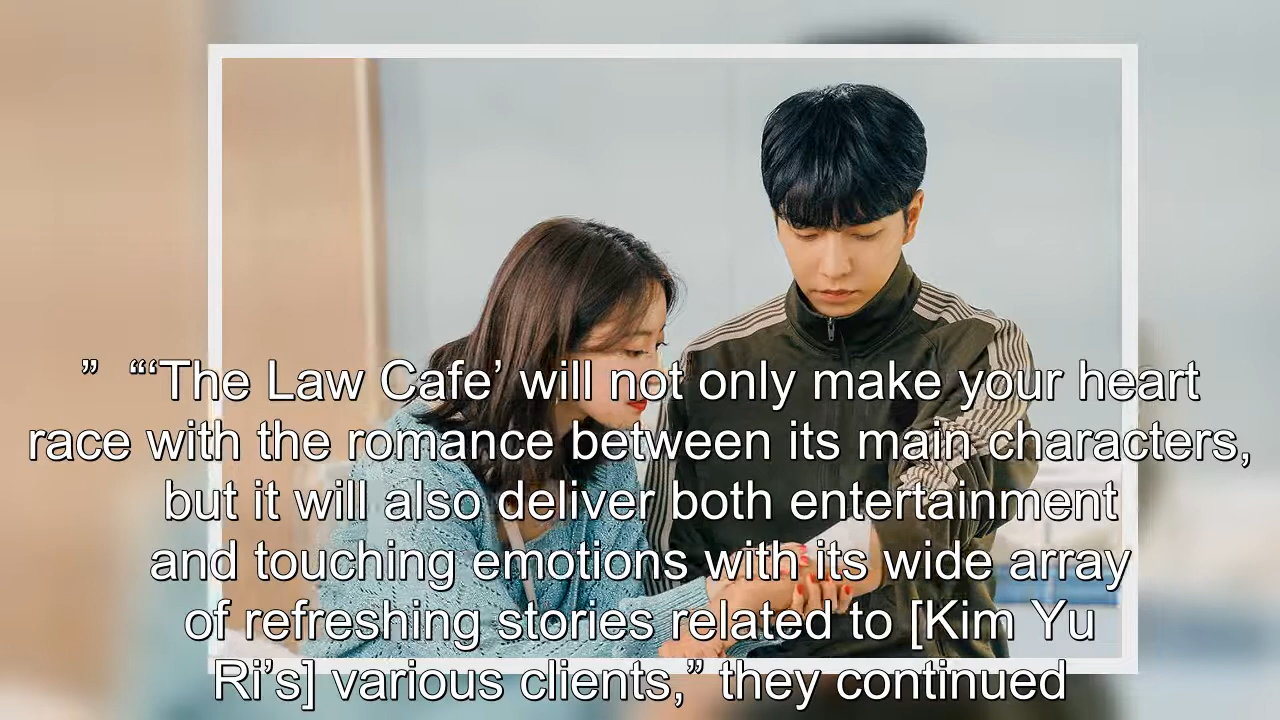 ” “‘The Law Cafe’ will not only make your heart
race with the romance between its main characters,
but it will also deliver both entertainment
and touching emotions with its wide array
of refreshing stories related to [Kim Yu
Ri’s] various clients,” they continued